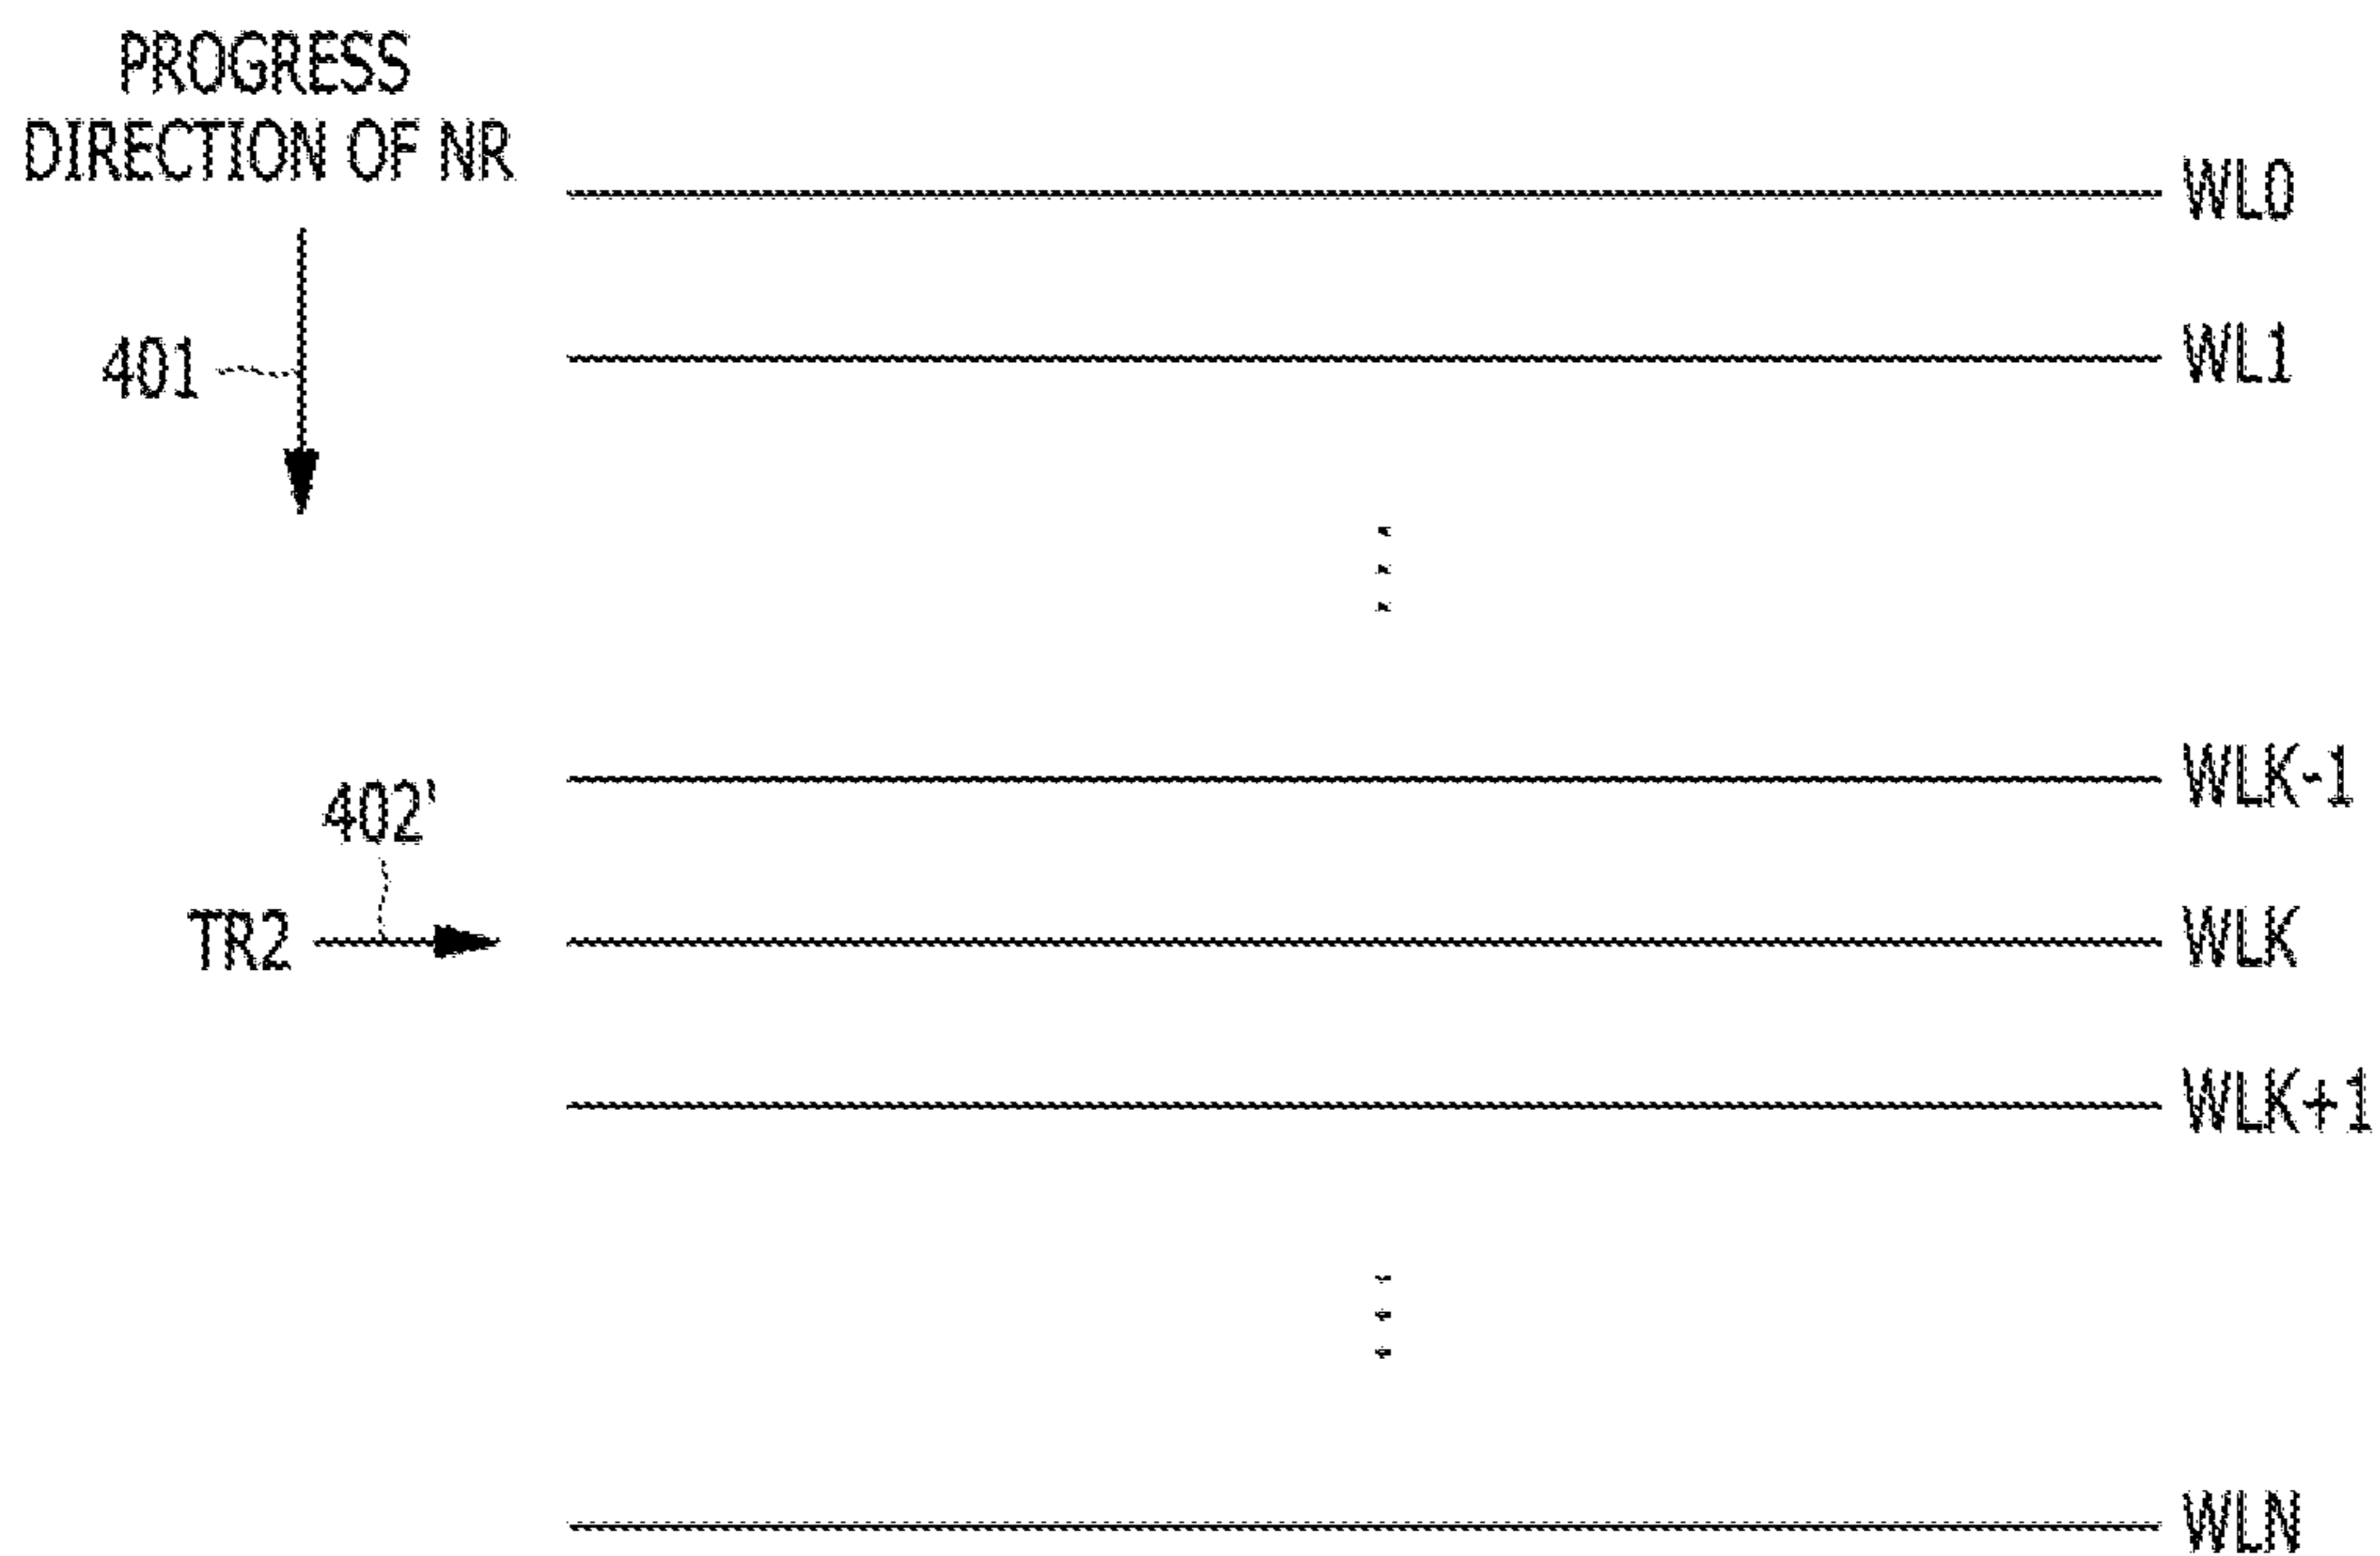 PROGRESS
DIRECTION OF NR
WL0
401
WL1
WLK-1
402'
TR2
WLK
WLK+1
WLN